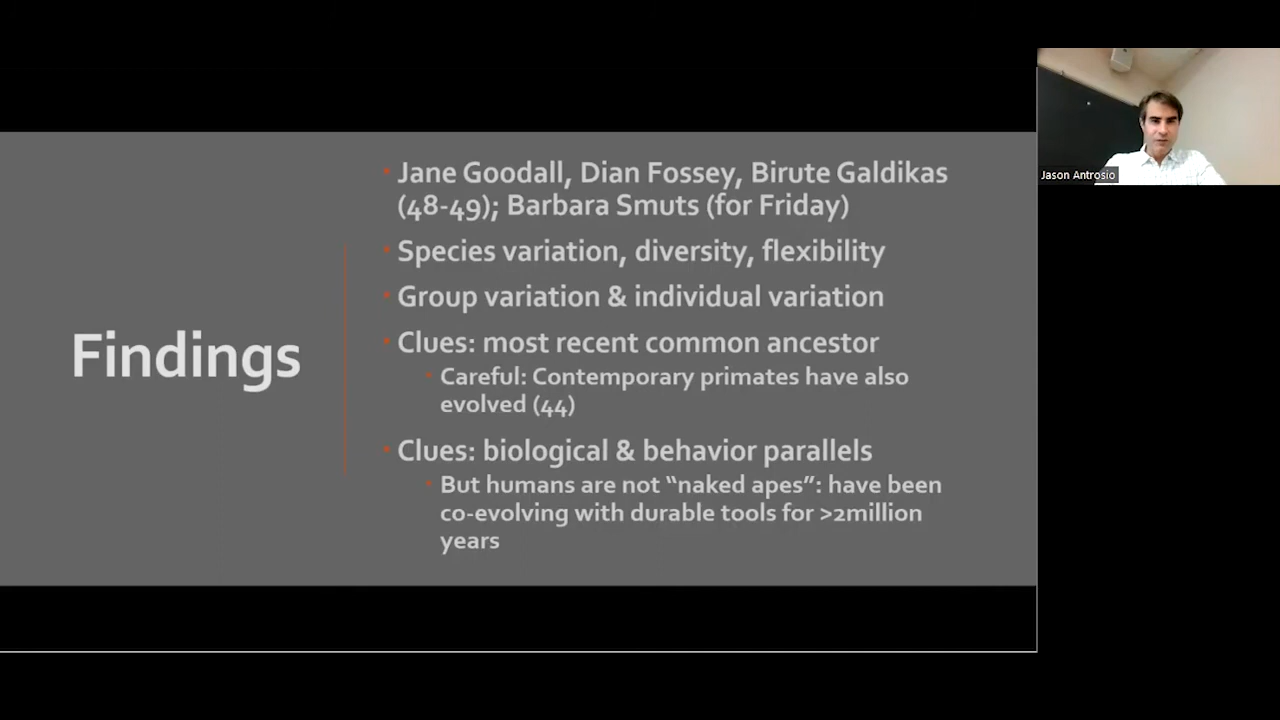 Findings
Jane Goodall, Dian Fossey, Birute Galdikas
(48-49); Barbara Smuts (for Friday)
Species variation, diversity, flexibility
Group variation & individual variation
Clues: most recent common ancestor
Careful: Contemporary primates have also
evolved (44)
Clues: biological & behavior parallels
But humans are not “naked apes”: have been
co-evolving with durable tools for >2million
years
Jason Antrosio